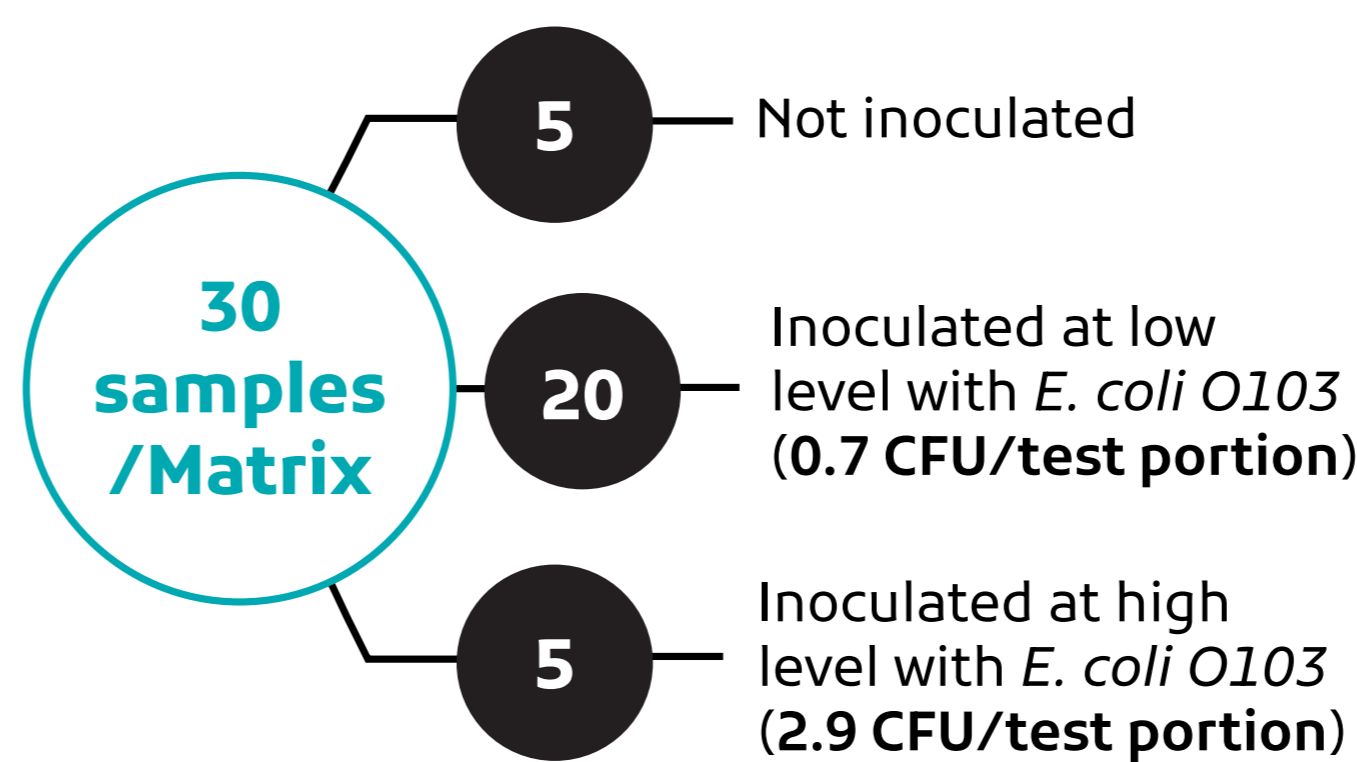 30
samples
/Matrix
5
Not inoculated
20
Inoculated at low
level with E. coli O103
(0.7 CFU/test portion)
5
Inoculated at high
level with E. coli O103
(2.9 CFU/test portion)